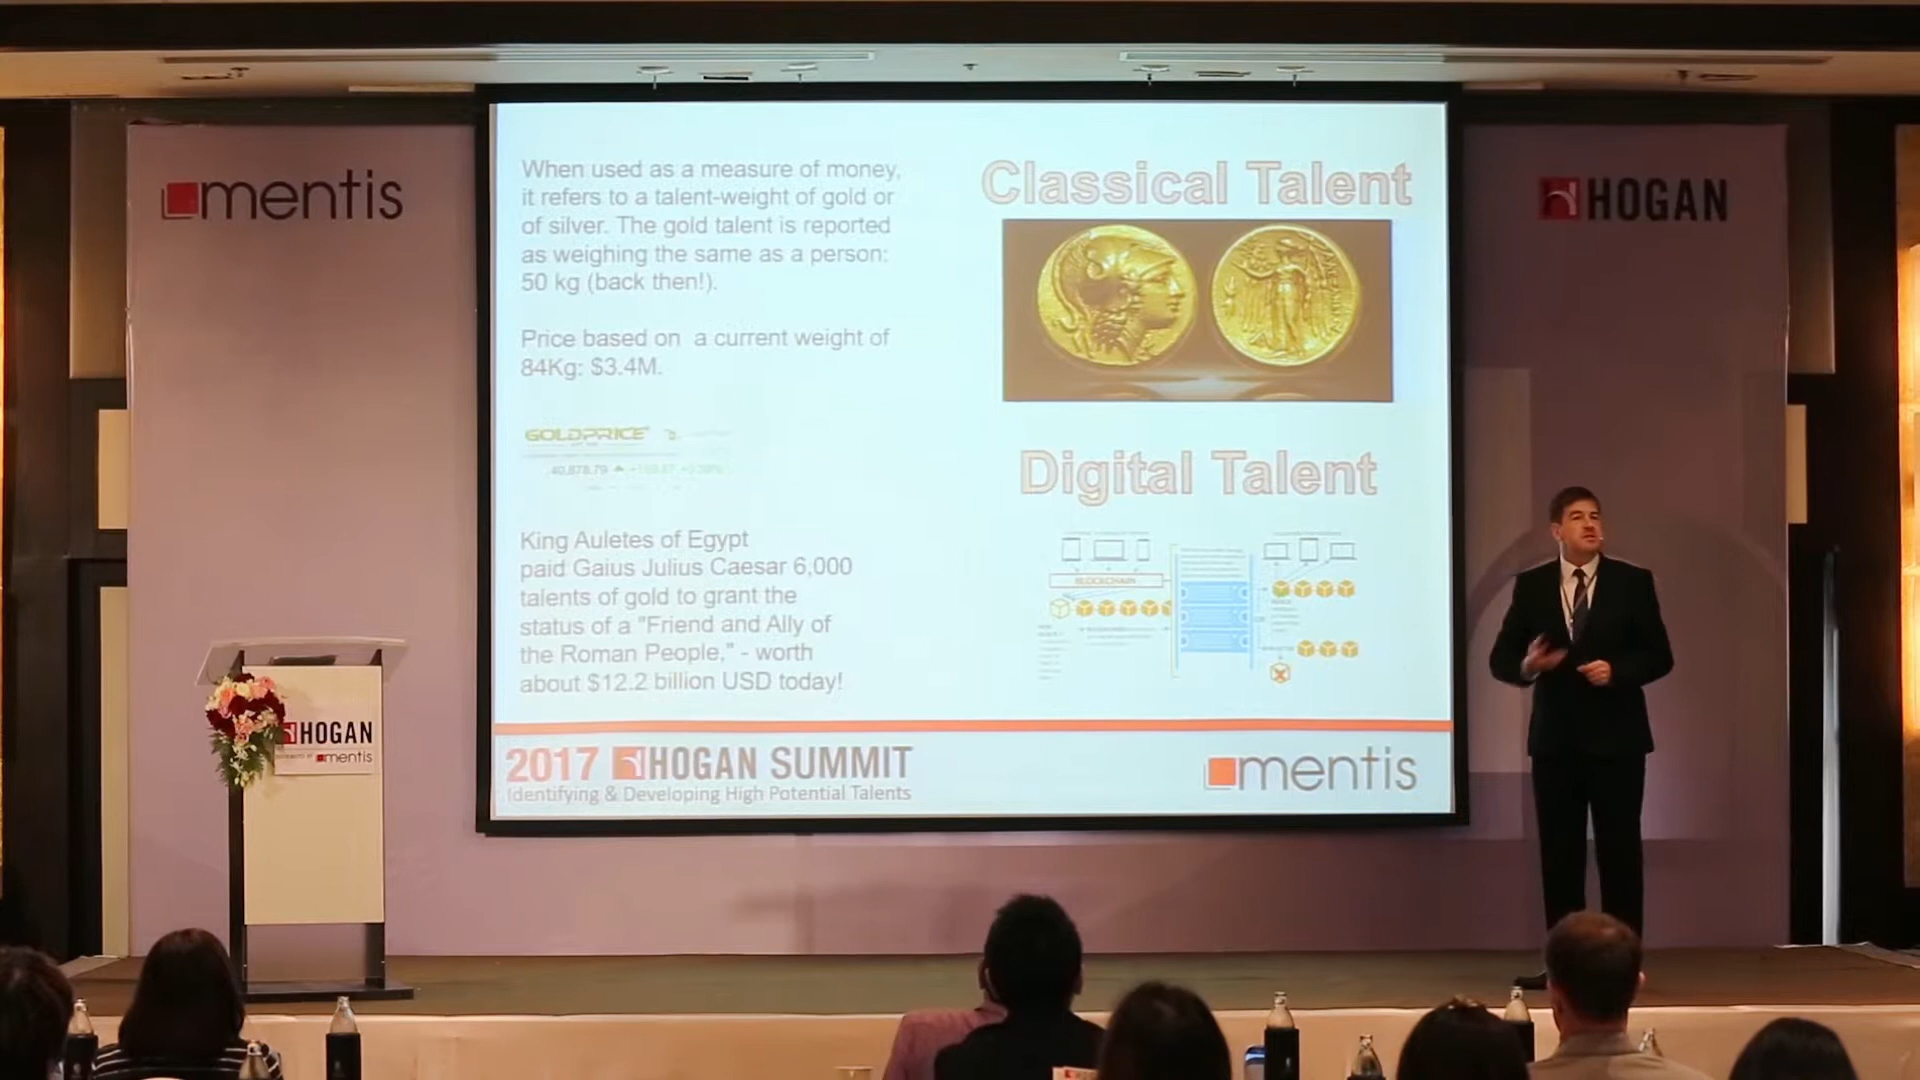 mentis
HOGAN
When used as a measure of money,
it refers to a talent-weight of gold or
of silver. The gold talent is reported
as weighing the same as a person:
50 kg (back then!).
Price based on a current weight of
84Kg: $3.4M.
GOLDPRICE
40,878.79
King Auletes of Egypt
paid Gaius Julius Caesar 6,000
talents of gold to grant the
status of a "Friend and Ally of
the Roman People," - worth
about $12.2 billion USD today!
Classical Talent
Digital Talent
BLOCKCHAIN
2017 HOGAN SUMMIT
Identifying & Developing High Potential Talents
mentis
HOGAN
mentis